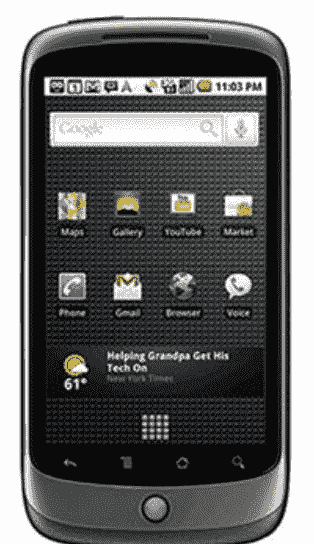 11:03 PM
Google
Maps Gallery YouTube Market
Phone Gmail Browser Voice
Helping Grandpa Get His
Tech On
61° New York Times